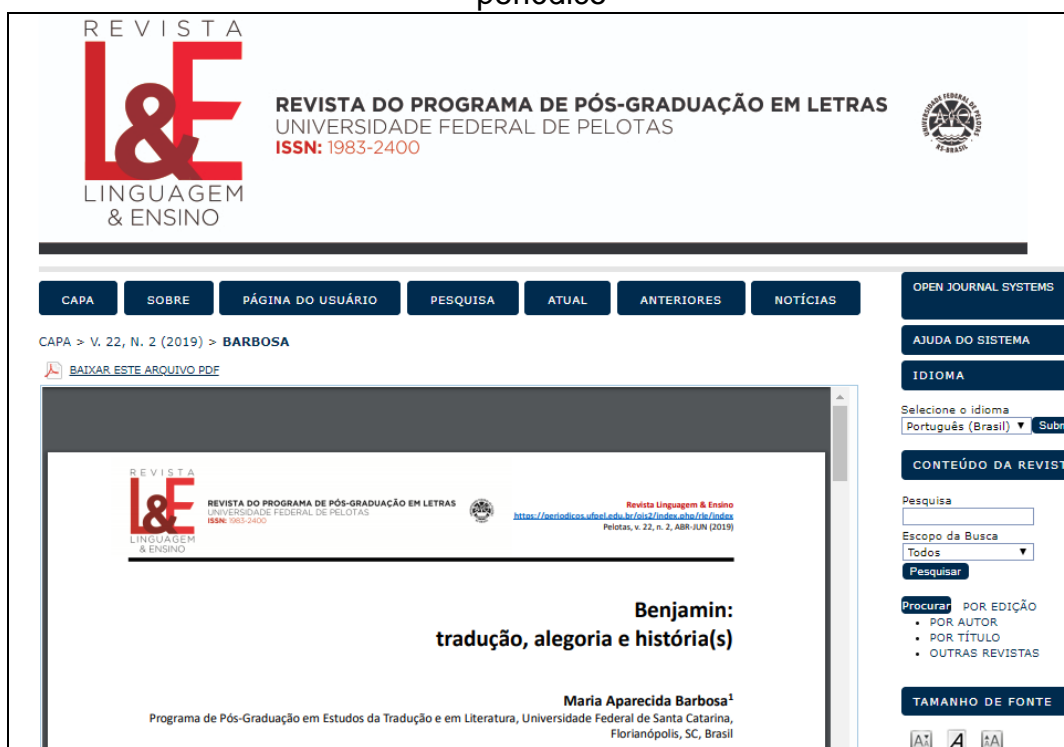 periódico
REVISTA
L&E
LINGUAGEM
& ENSINO
REVISTA DO PROGRAMA DE PÓS-GRADUAÇÃO EM LETRAS
UNIVERSIDADE FEDERAL DE PELOTAS
ISSN: 1983-2400
CAPA SOBRE PÁGINA DO USUÁRIO PESQUISA ATUAL ANTERIORES NOTÍCIAS
CAPA > V. 22, N. 2 (2019) > BARBOSA
BAIXAR ESTE ARQUIVO PDF
REVISTA
L&E
LINGUAGEM
& ENSINO
REVISTA DO PROGRAMA DE PÓS-GRADUAÇÃO EM LETRAS
UNIVERSIDADE FEDERAL DE PELOTAS
ISSN: 1983-2400
Revista Linguagem & Ensino
https://periodicos.ufpel.edu.br/ojs2/index.php/rle/index
Pelotas, v. 22, n. 2, ABR-JUN (2019)
Benjamin:
tradução, alegoria e história(s)
Maria Aparecida Barbosa¹
Programa de Pós-Graduação em Estudos da Tradução e em Literatura, Universidade Federal de Santa Catarina,
Florianópolis, SC, Brasil
OPEN JOURNAL SYSTEMS
AJUDA DO SISTEMA
IDIOMA
Selecione o idioma
Português (Brasil) Subm
CONTEÚDO DA REVIST
Pesquisa
Escopo da Busca
Todos
Pesquisar
Procurar POR EDIÇÃO
• POR AUTOR
• POR TÍTULO
• OUTRAS REVISTAS
TAMANHO DE FONTE
A A A